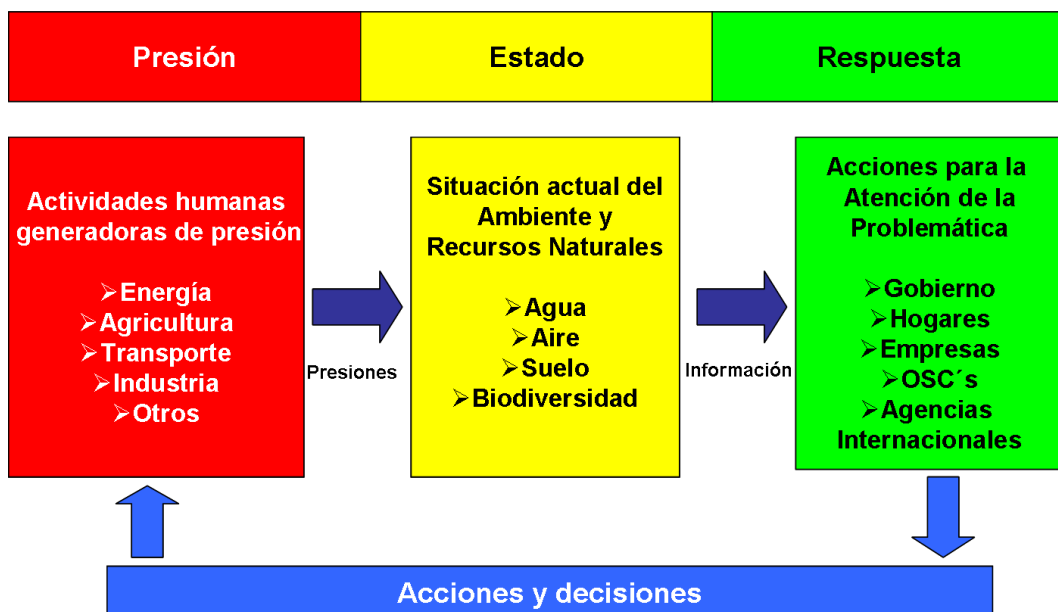 Presión
Estado
Respuesta
Actividades humanas
generadoras de presión
➢Energía
➢Agricultura
➢Transporte
➢Industria
➢Otros
Presiones
Situación actual del
Ambiente y
Recursos Naturales
➢Agua
➢Aire
➢Suelo
➢Biodiversidad
Información
Acciones para la
Atención de la
Problemática
➢Gobierno
➢Hogares
➢Empresas
➢OSC´s
➢Agencias
Internacionales
Acciones y decisiones